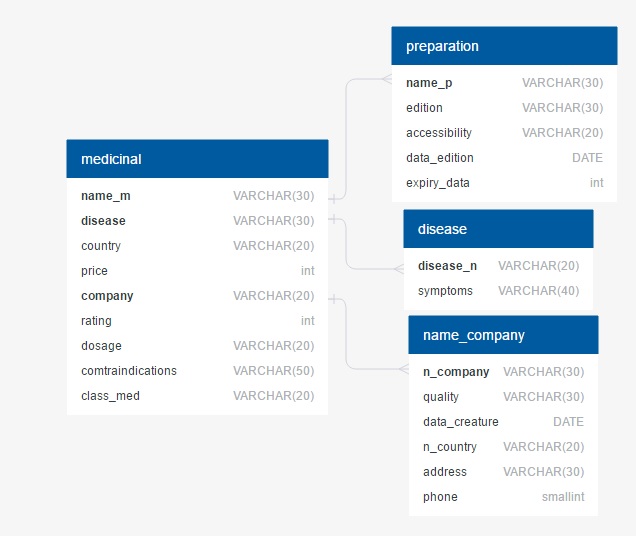 preparation
name_p VARCHAR(30)
edition VARCHAR(30)
accessibility VARCHAR(20)
data_edition DATE
expiry_data int
medicinal
name_m VARCHAR(30)
disease VARCHAR(30)
country VARCHAR(20)
price int
company VARCHAR(20)
rating int
dosage VARCHAR(20)
comtraindications VARCHAR(50)
class_med VARCHAR(20)
disease
disease_n VARCHAR(20)
symptoms VARCHAR(40)
name_company
n_company VARCHAR(30)
quality VARCHAR(30)
data_creature DATE
n_country VARCHAR(20)
address VARCHAR(30)
phone smallint